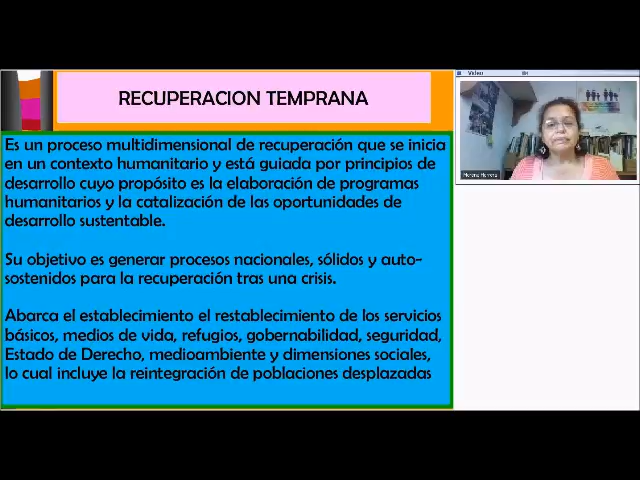 RECUPERACION TEMPRANA
Es un proceso multidimensional de recuperación que se inicia
en un contexto humanitario y está guiada por principios de
desarrollo cuyo propósito es la elaboración de programas
humanitarios y la catalización de las oportunidades de
desarrollo sustentable.
Su objetivo es generar procesos nacionales, sólidos y auto-
sostenidos para la recuperación tras una crisis.
Abarca el establecimiento el restablecimiento de los servicios
básicos, medios de vida, refugios, gobernabilidad, seguridad,
Estado de Derecho, medioambiente y dimensiones sociales,
lo cual incluye la reintegración de poblaciones desplazadas
Video